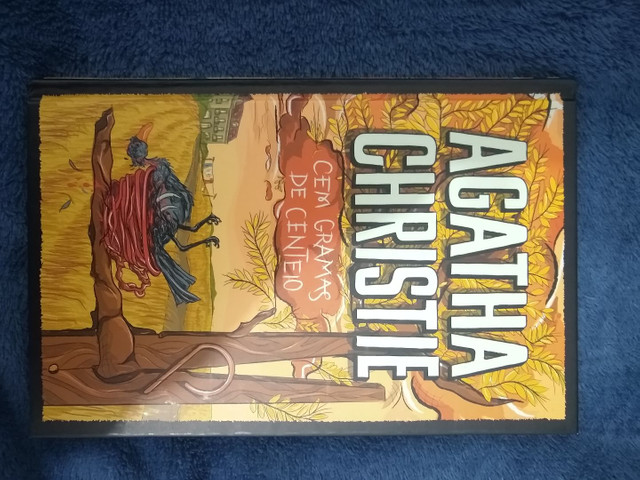 AGATHA
CHRISTIE
CEM GRAMAS
DE CENTEIO